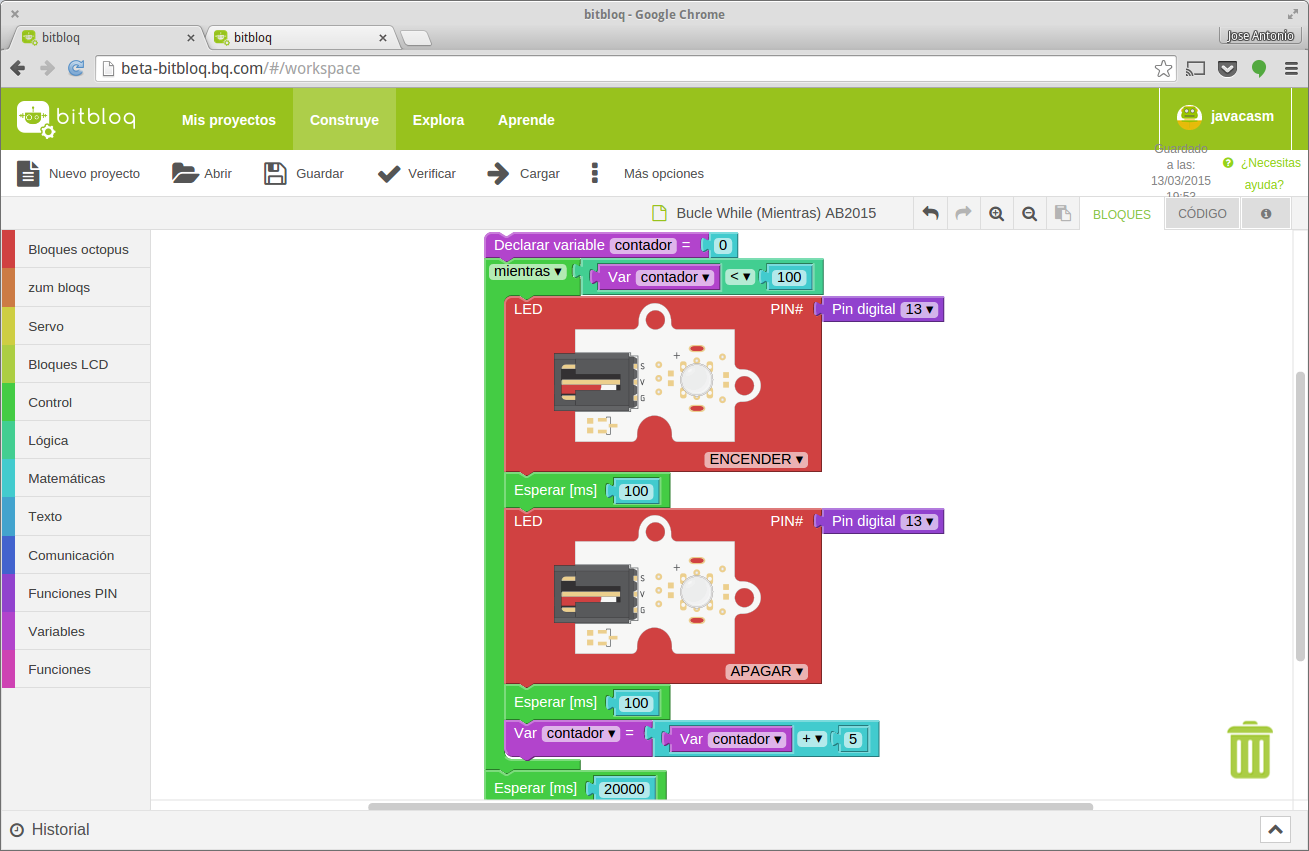 bitbloq - Google Chrome
bitbloq
bitbloq
Jose Antonio
beta-bitbloq.bq.com/#/workspace
bitbloq
Mis proyectos
Construye
Explora
Aprende
javacasm
Nuevo proyecto
Abrir
Guardar
Verificar
Cargar
Más opciones
Guardado
a las:
13/03/2015
19:53
¿Necesitas
ayuda?
Bucle While (Mientras) AB2015
BLOQUES
CÓDIGO
Bloques octopus
zum bloqs
Servo
Bloques LCD
Control
Lógica
Matemáticas
Texto
Comunicación
Funciones PIN
Variables
Funciones
Declarar variable contador = 0
mientras ▾ Var contador ▾ < ▾ 100
LED PIN# Pin digital 13 ▾
+
S
V
G
ENCENDER ▾
Esperar [ms] 100
LED PIN# Pin digital 13 ▾
+
S
V
G
APAGAR ▾
Esperar [ms] 100
Var contador ▾ = Var contador ▾ + ▾ 5
Esperar [ms] 20000
Historial